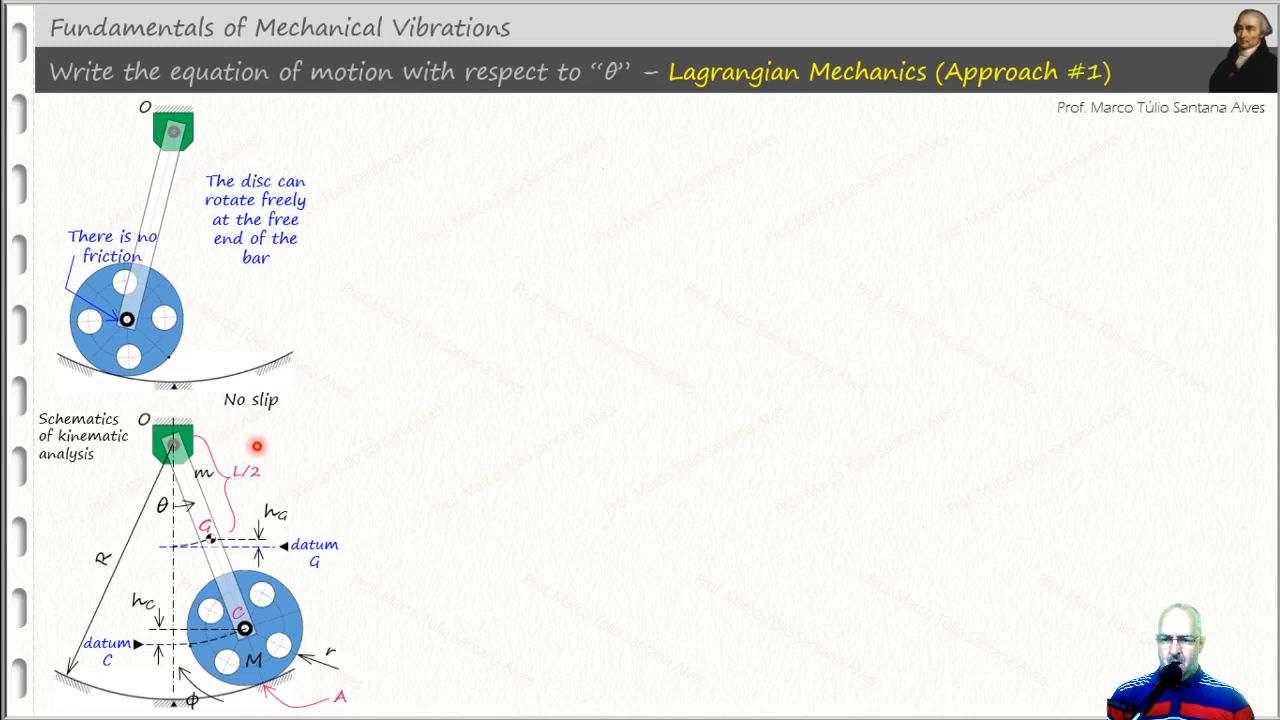 Fundamentals of Mechanical Vibrations
Write the equation of motion with respect to “θ” – Lagrangian Mechanics (Approach #1)
Prof. Marco Túlio Santana Alves
O
The disc can
rotate freely
at the free
end of the
bar
There is no
friction
No slip
Schematics
of kinematic
analysis
O
m
L/2
θ
G
h_G
datum
G
R
h_C
C
datum
C
M
r
A
ϕ